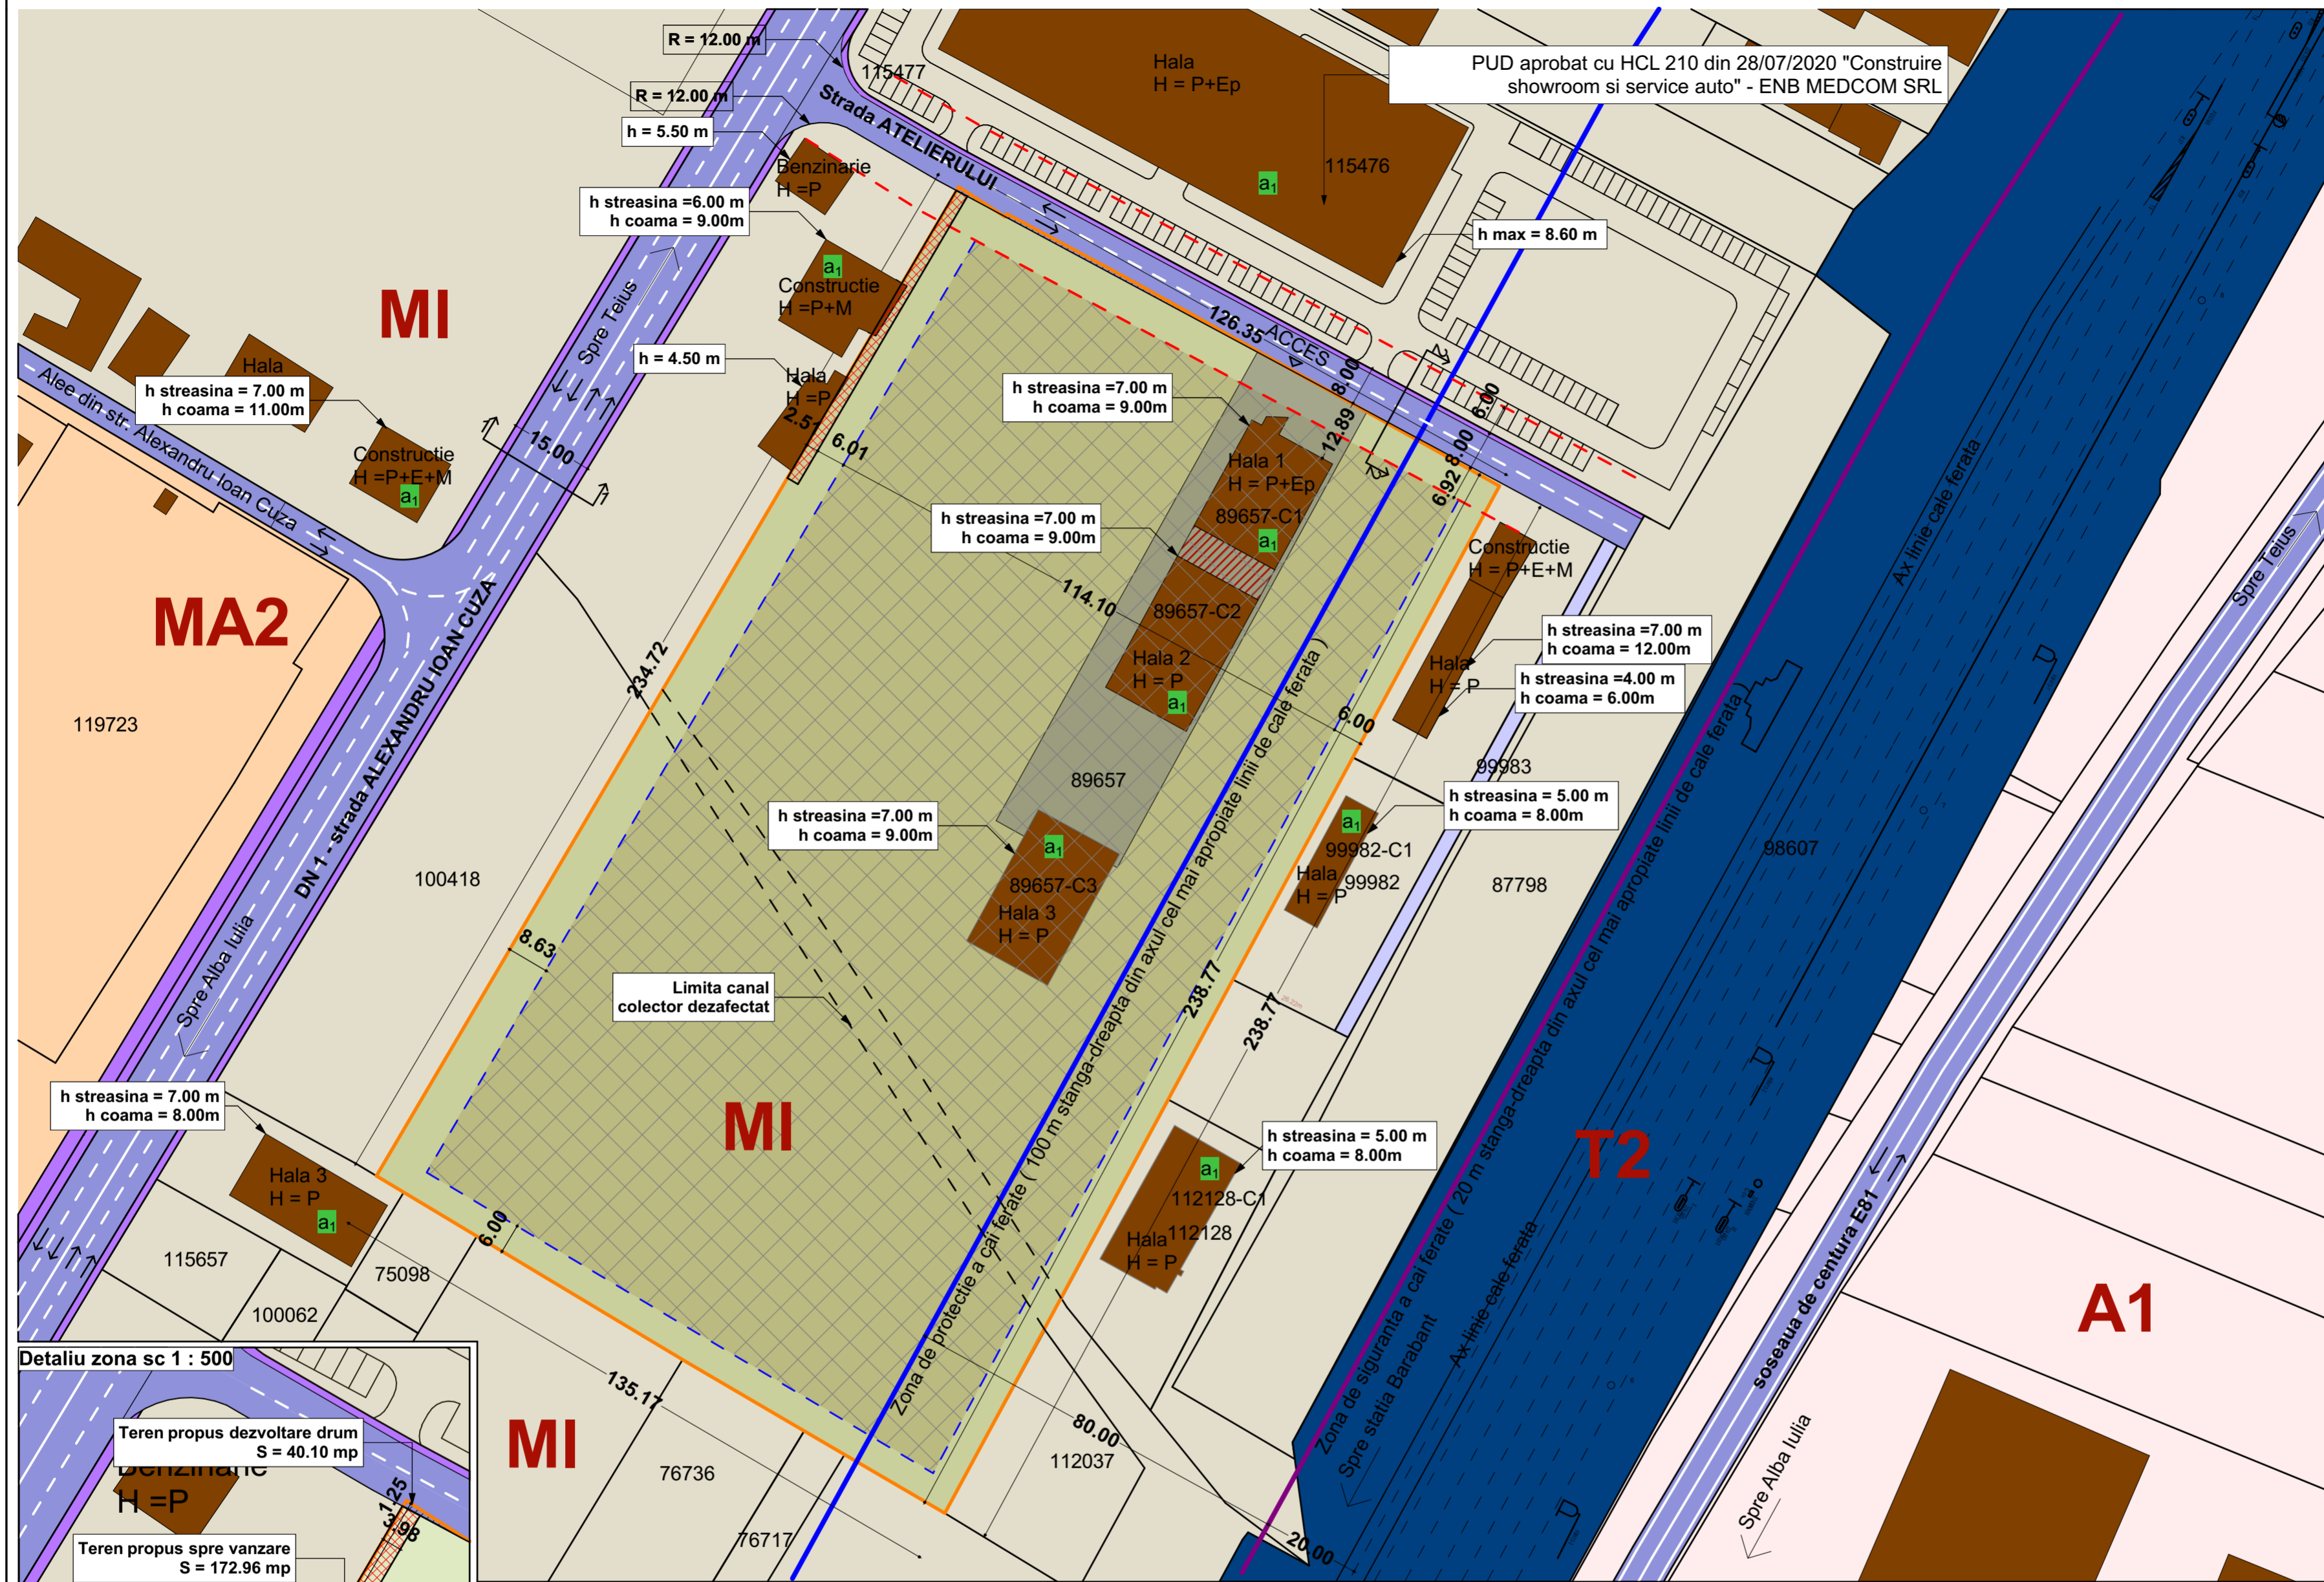 R = 12.00 m
115477
Hala
H = P+Ep
PUD aprobat cu HCL 210 din 28/07/2020 "Construire
showroom si service auto" - ENB MEDCOM SRL
R = 12.00 m
h = 5.50 m
Strada ATELIERULUI
Benzinarie
H =P
115476
a1
h streasina =6.00 m
h coama = 9.00m
h max = 8.60 m
a1
Constructie
H =P+M
MI
Spre Teius
126.35
ACCES
2
8.00
h = 4.50 m
Hala
H =P
2.51
6.01
Hala
h streasina = 7.00 m
h coama = 11.00m
Alee din str. Alexandru Ioan Cuza
Constructie
H =P+E+M
a1
1
15.00
1
h streasina =7.00 m
h coama = 9.00m
12.89
6.00
8.00
6.92
2
Hala 1
H = P+Ep
89657-C1
a1
h streasina =7.00 m
h coama = 9.00m
Constructie
H = P+E+M
Ax linie cale ferata
Spre Teius
MA2
114.10
89657-C2
Hala 2
H = P
a1
h streasina =7.00 m
h coama = 12.00m
Hala
H = P
h streasina =4.00 m
h coama = 6.00m
234.72
6.00
119723
DN 1 - strada ALEXANDRU IOAN CUZA
89657
99983
h streasina = 5.00 m
h coama = 8.00m
h streasina =7.00 m
h coama = 9.00m
a1
89657-C3
Hala 3
H = P
a1
99982-C1
Hala
H = P
99982
87798
98607
100418
8.63
Spre Alba Iulia
Limita canal
colector dezafectat
238.77
238.77
Zona de protectie a cai ferate ( 100 m stanga-dreapta din axul cel mai apropiate linii de cale ferata )
Zona de siguranta a cai ferate ( 20 m stanga-dreapta din axul cel mai apropiate linii de cale ferata )
h streasina = 7.00 m
h coama = 8.00m
MI
h streasina = 5.00 m
h coama = 8.00m
T2
Hala 3
H = P
a1
a1
112128-C1
112128
Hala
H = P
6.00
115657
75098
100062
A1
soseaua de centura E81
Ax linie cale ferata
Spre statia Barabant
Detaliu zona sc 1 : 500
135.17
80.00
Teren propus dezvoltare drum
S = 40.10 mp
Benzinarie
H =P
1.25
3.98
MI
76736
112037
Spre Alba Iulia
Teren propus spre vanzare
S = 172.96 mp
76717
20.00